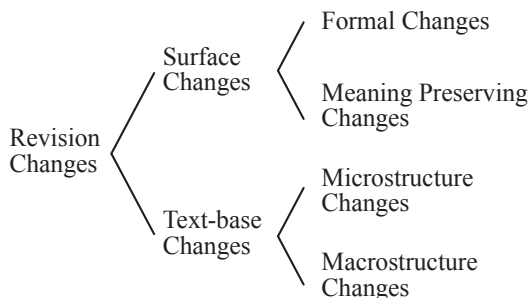 Formal Changes
Surface
Changes
Meaning Preserving
Changes
Revision
Changes
Microstructure
Changes
Text-base
Changes
Macrostructure
Changes